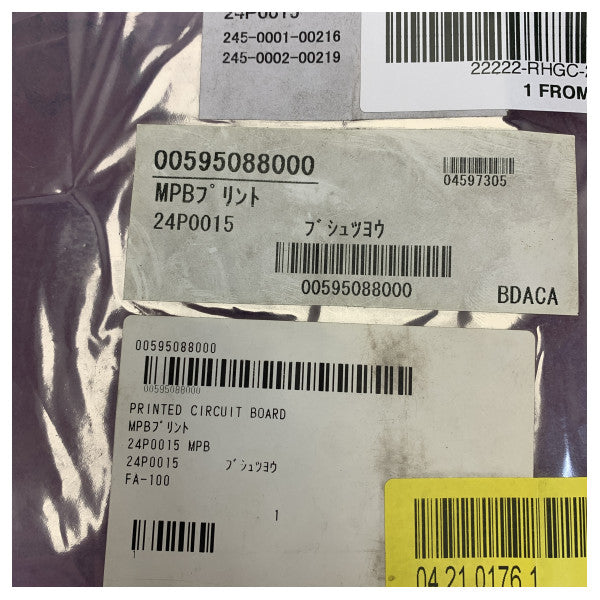 24P0015
245-0001-00216
245-0002-00219
22222-RHGC-
1 FROM
00595088000
04597305
MPBﾌﾟﾘﾝﾄ
24P0015 ﾌﾞｼｭﾂﾖｳ
00595088000
BDACA
00595088000
00595088000
PRINTED CIRCUIT BOARD
MPBﾌﾟﾘﾝﾄ
24P0015 MPB
24P0015 ﾌﾞｼｭﾂﾖｳ
FA-100
1
04.21.0176.1